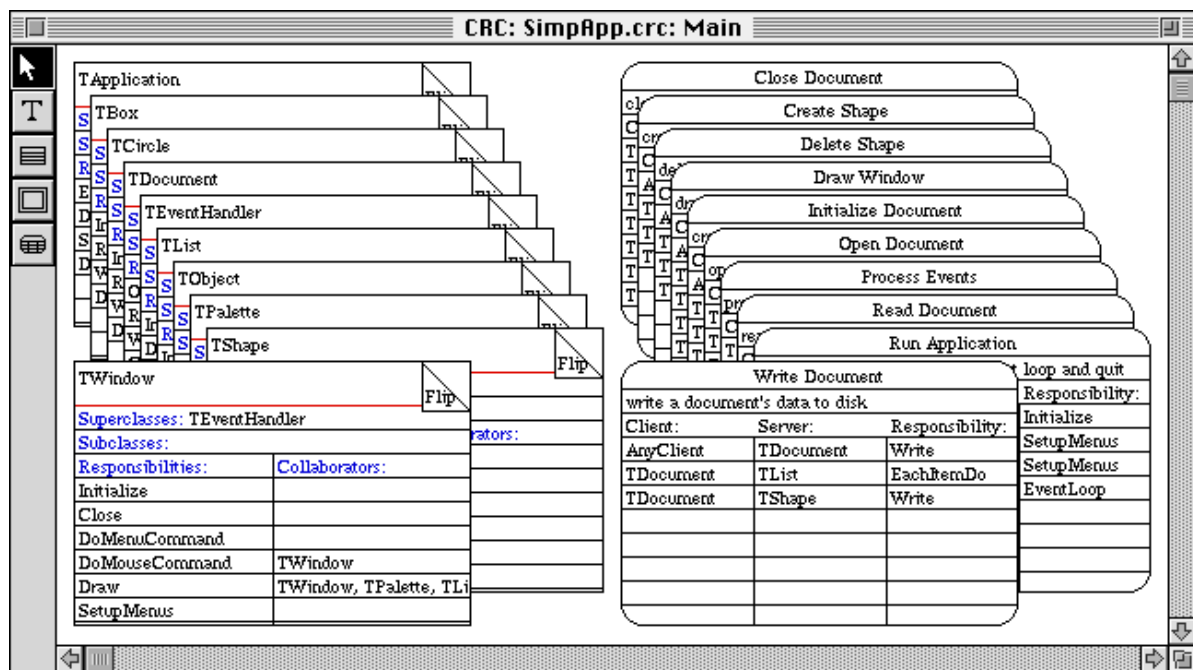 CRC: SimpApp.crc: Main
T
TApplication
TBox
TCircle
TDocument
TEventHandler
TList
TObject
TPalette
TShape
Flip
TWindow
Flip
Superclasses: TEventHandler
Subclasses:
Responsibilities: Collaborators:
Initialize
Close
DoMenuCommand
DoMouseCommand TWindow
Draw TWindow, TPalette, TLi
SetupMenus
rators:
Close Document
Create Shape
Delete Shape
Draw Window
Initialize Document
Open Document
Process Events
Read Document
Run Application
loop and quit
Responsibility:
Initialize
SetupMenus
SetupMenus
EventLoop
Write Document
write a document's data to disk
Client: Server: Responsibility:
AnyClient TDocument Write
TDocument TList EachItemDo
TDocument TShape Write